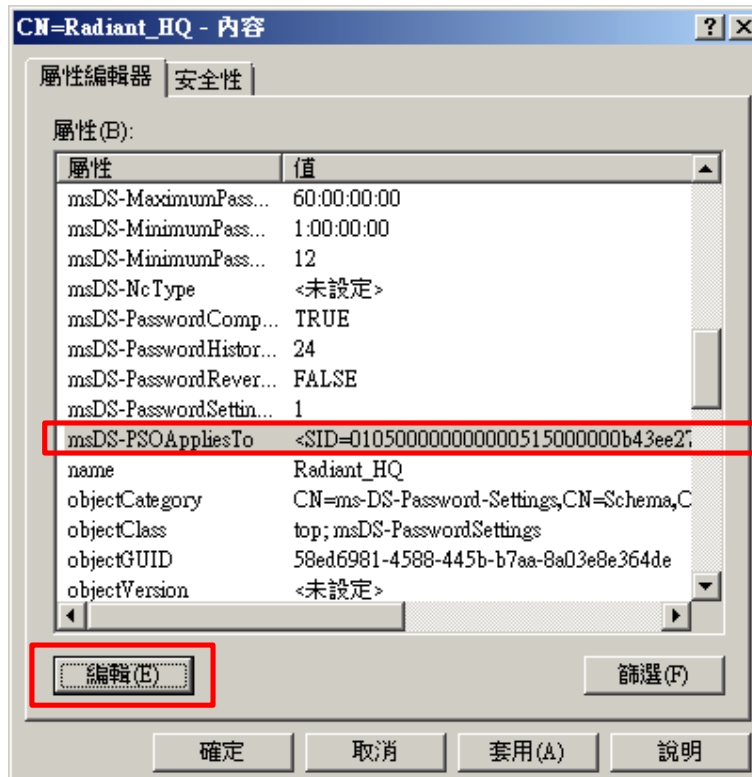 CN=Radiant_HQ - 內容
屬性編輯器 安全性
屬性(B):
屬性 值
msDS-MaximumPass... 60:00:00:00
msDS-MinimumPass... 1:00:00:00
msDS-MinimumPass... 12
msDS-NcType <未設定>
msDS-PasswordComp... TRUE
msDS-PasswordHistor... 24
msDS-PasswordRever... FALSE
msDS-PasswordSettin... 1
msDS-PSOAppliesTo <SID=010500000000000515000000b43ee27
name Radiant_HQ
objectCategory CN=ms-DS-Password-Settings,CN=Schema,C
objectClass top; msDS-PasswordSettings
objectGUID 58ed6981-4588-445b-b7aa-8a03e8e364de
objectVersion <未設定>
編輯(E) 篩選(F)
確定 取消 套用(A) 說明